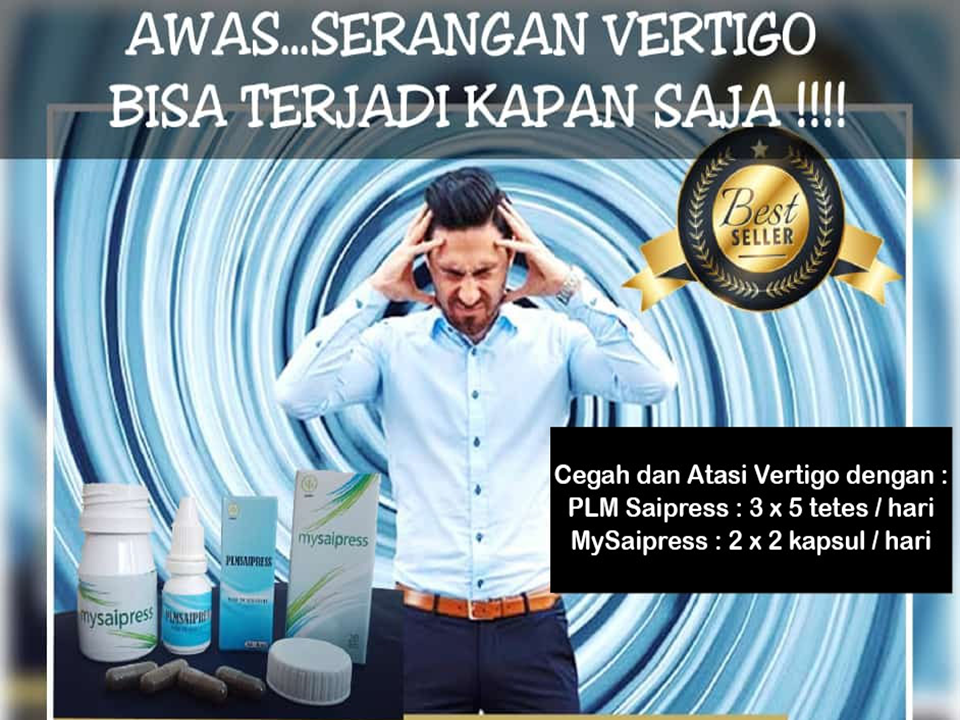 AWAS...SERANGAN VERTIGO
BISA TERJADI KAPAN SAJA !!!!
Best
SELLER
Cegah dan Atasi Vertigo dengan :
PLM Saipress : 3 x 5 tetes / hari
MySaipress : 2 x 2 kapsul / hari
mysaipress
PLMSAIPRESS
mysaipress
PLMSAIPRESS